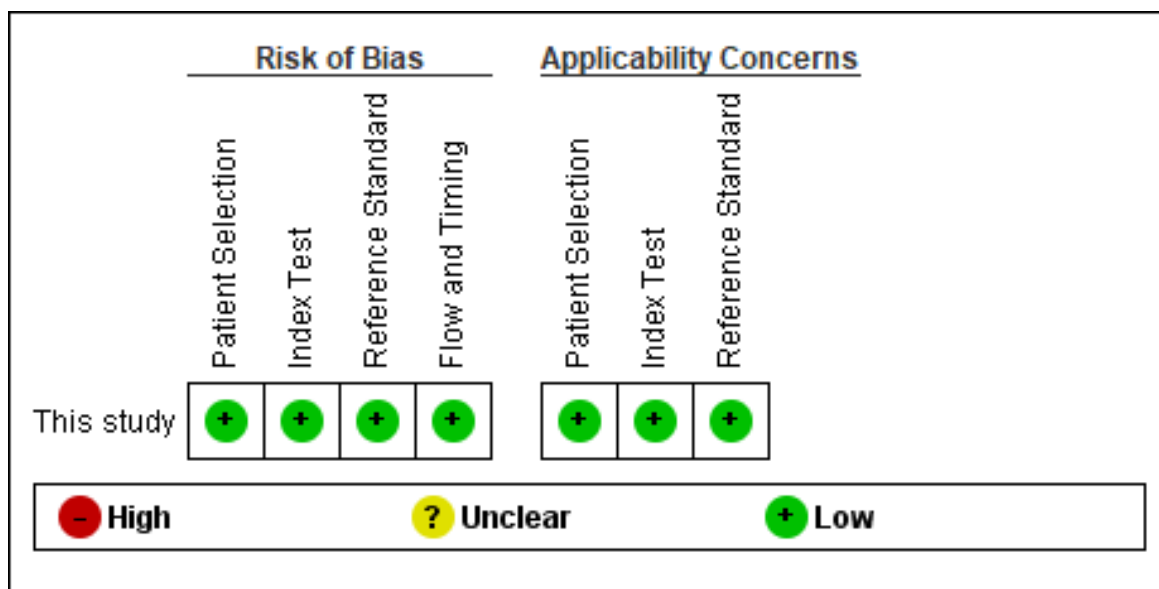 Risk of Bias
Applicability Concerns
Patient Selection
Index Test
Reference Standard
Flow and Timing
Patient Selection
Index Test
Reference Standard
This study + + + + + + +
- High ? Unclear + Low